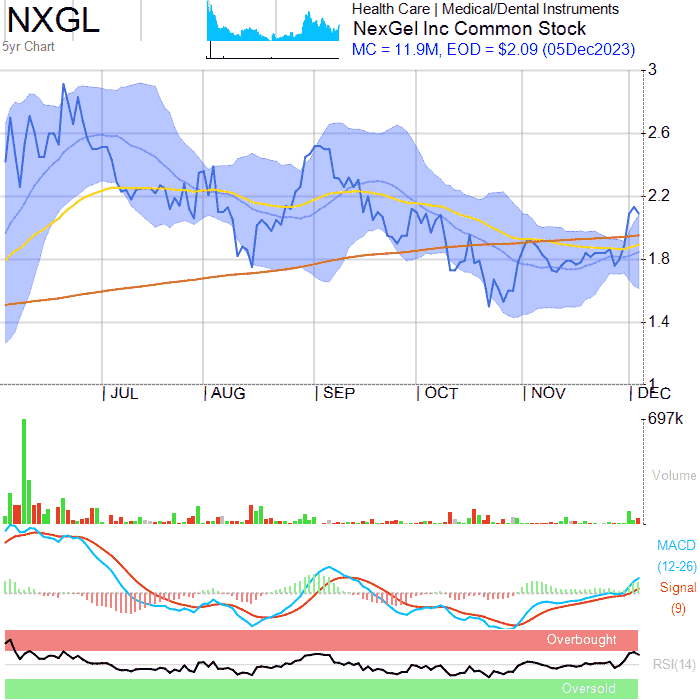 NXGL
5yr Chart
Health Care | Medical/Dental Instruments
NexGel Inc Common Stock
MC = 11.9M, EOD = $2.09 (05Dec2023)
3
2.6
2.2
1.8
1.4
1
JUL AUG SEP OCT NOV DEC
697k
Volume
MACD
(12-26)
Signal
(9)
Overbought
RSI(14)
Oversold